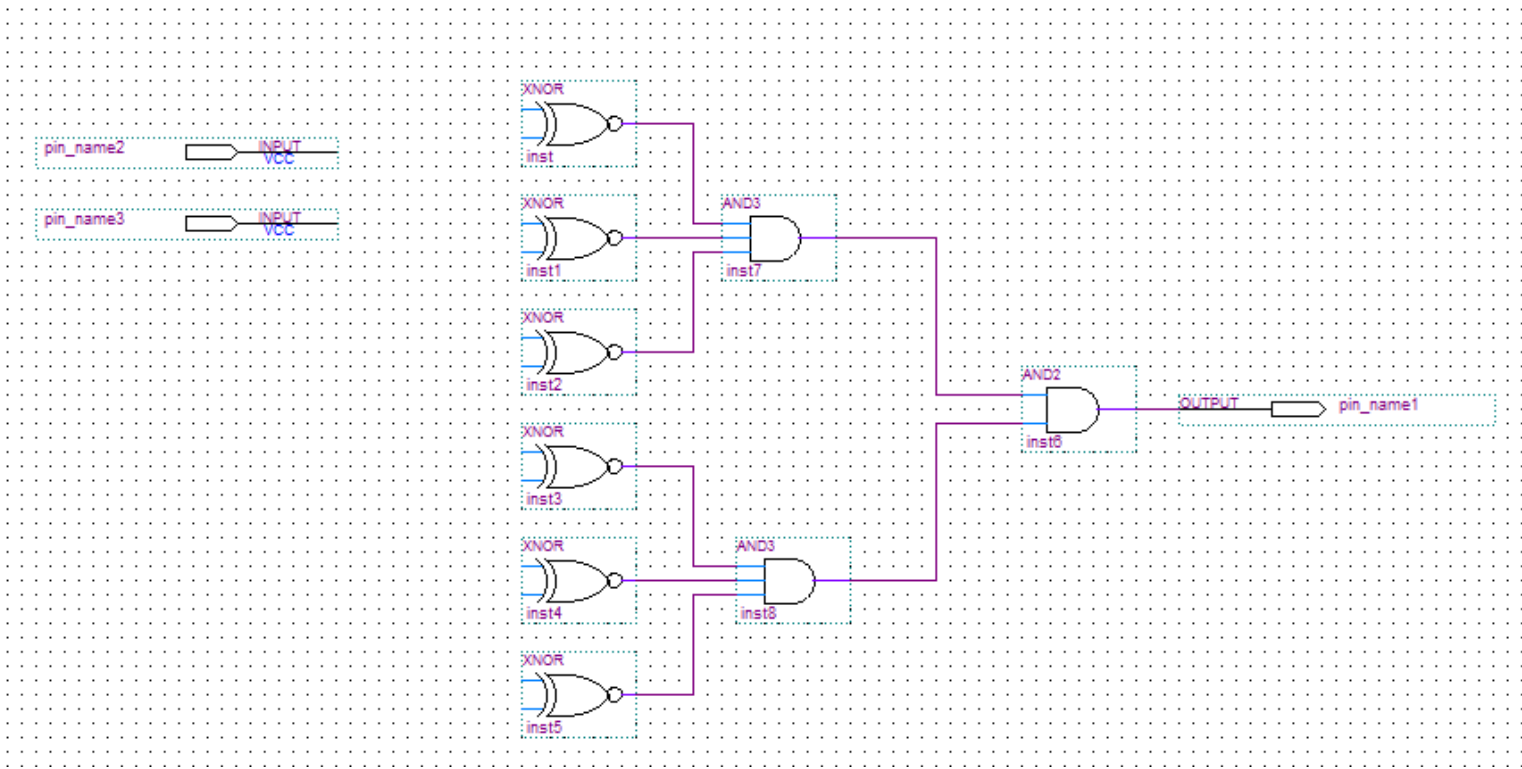 XNOR
inst
pin_name2 INPUT
VCC
pin_name3 INPUT
VCC
XNOR
inst1
AND3
inst7
XNOR
inst2
AND2
inst6
OUTPUT pin_name1
XNOR
inst3
XNOR
inst4
AND3
inst8
XNOR
inst5